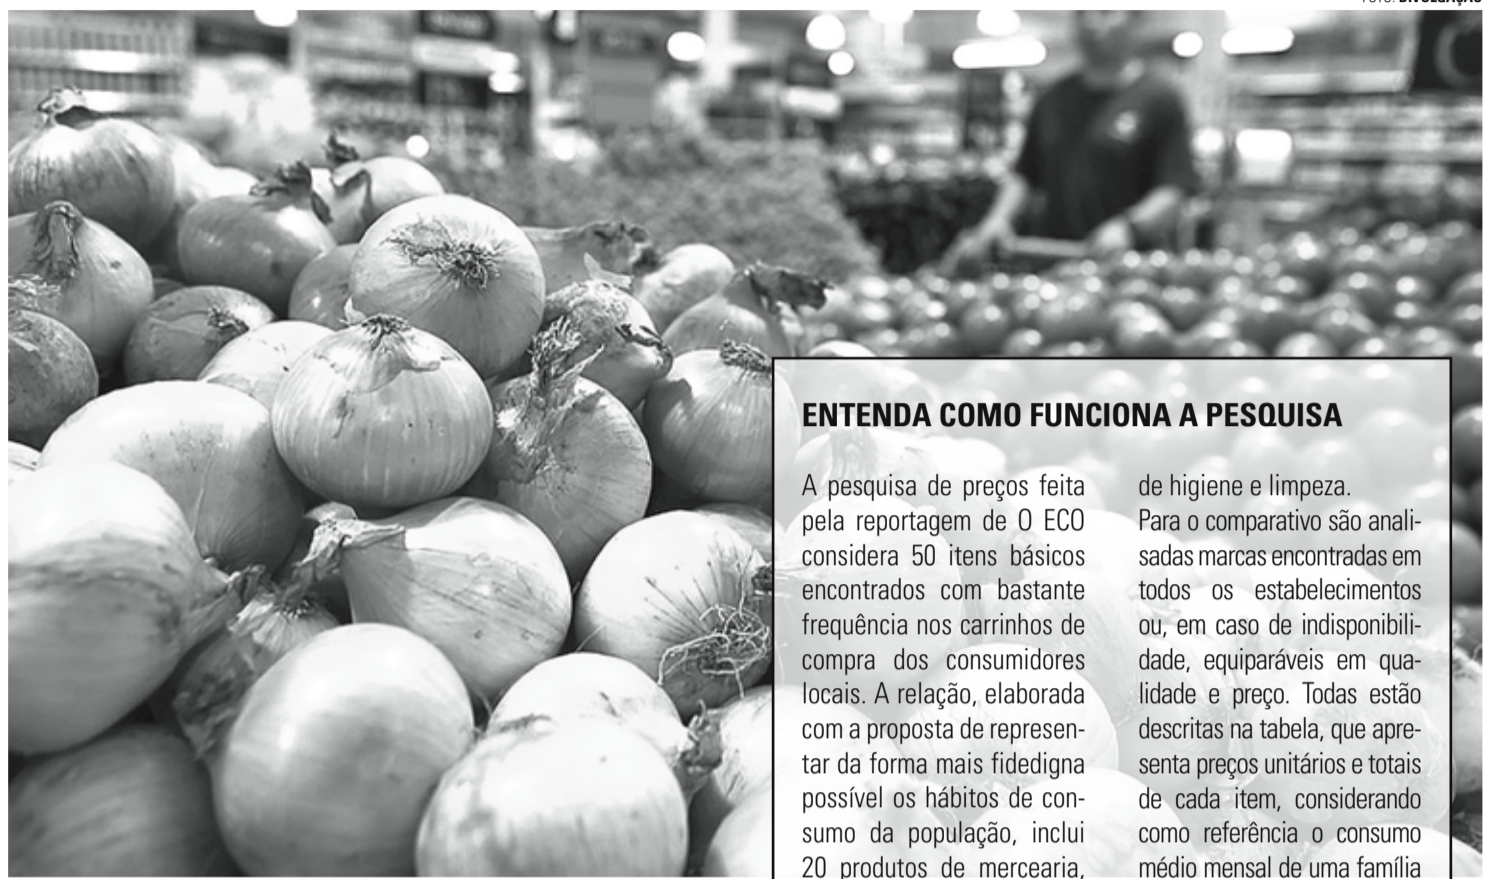 FOTO: DIVULGAÇÃO
ENTENDA COMO FUNCIONA A PESQUISA
A pesquisa de preços feita
pela reportagem de O ECO
considera 50 itens básicos
encontrados com bastante
frequência nos carrinhos de
compra dos consumidores
locais. A relação, elaborada
com a proposta de represen-
tar da forma mais fidedigna
possível os hábitos de con-
sumo da população, inclui
20 produtos de mercearia,
de higiene e limpeza.
Para o comparativo são anali-
sadas marcas encontradas em
todos os estabelecimentos
ou, em caso de indisponibili-
dade, equiparáveis em qua-
lidade e preço. Todas estão
descritas na tabela, que apre-
senta preços unitários e totais
de cada item, considerando
como referência o consumo
médio mensal de uma família